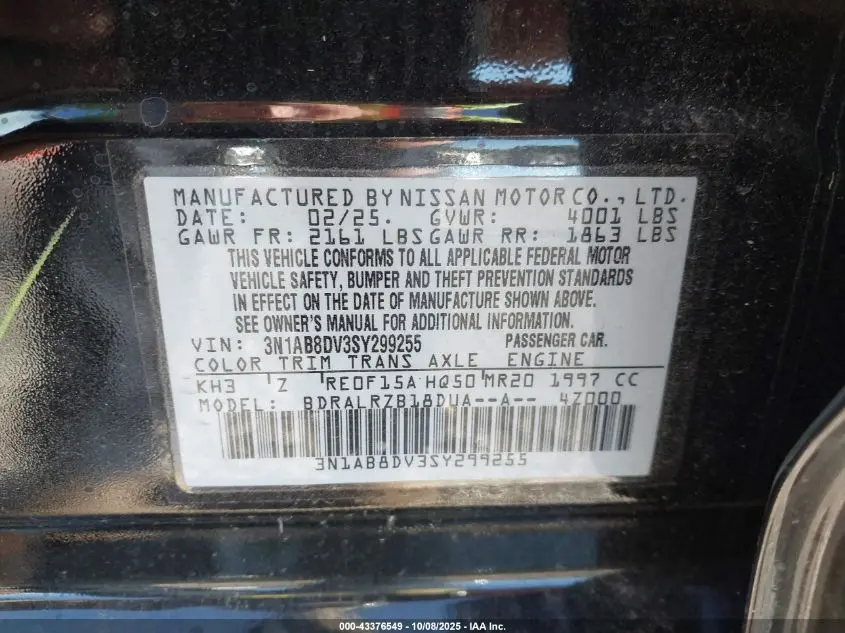 MANUFACTURED BY NISSAN MOTOR CO., LTD.
DATE: 02/25. GVWR: 4001 LBS
GAWR FR: 2161 LBS GAWR RR: 1863 LBS
THIS VEHICLE CONFORMS TO ALL APPLICABLE FEDERAL MOTOR
VEHICLE SAFETY, BUMPER AND THEFT PREVENTION STANDARDS
IN EFFECT ON THE DATE OF MANUFACTURE SHOWN ABOVE.
SEE OWNER'S MANUAL FOR ADDITIONAL INFORMATION.
VIN: 3N1AB8DV3SY299255 PASSENGER CAR.
COLOR TRIM TRANS AXLE ENGINE
KH3 Z RE0F15A HQ50 MR20 1997 CC
MODEL: BDRALRZB18DUA--A-- 4Z000
3N1AB8DV3SY299255
000-43376549 | 10/08/2025 | IAA Inc.